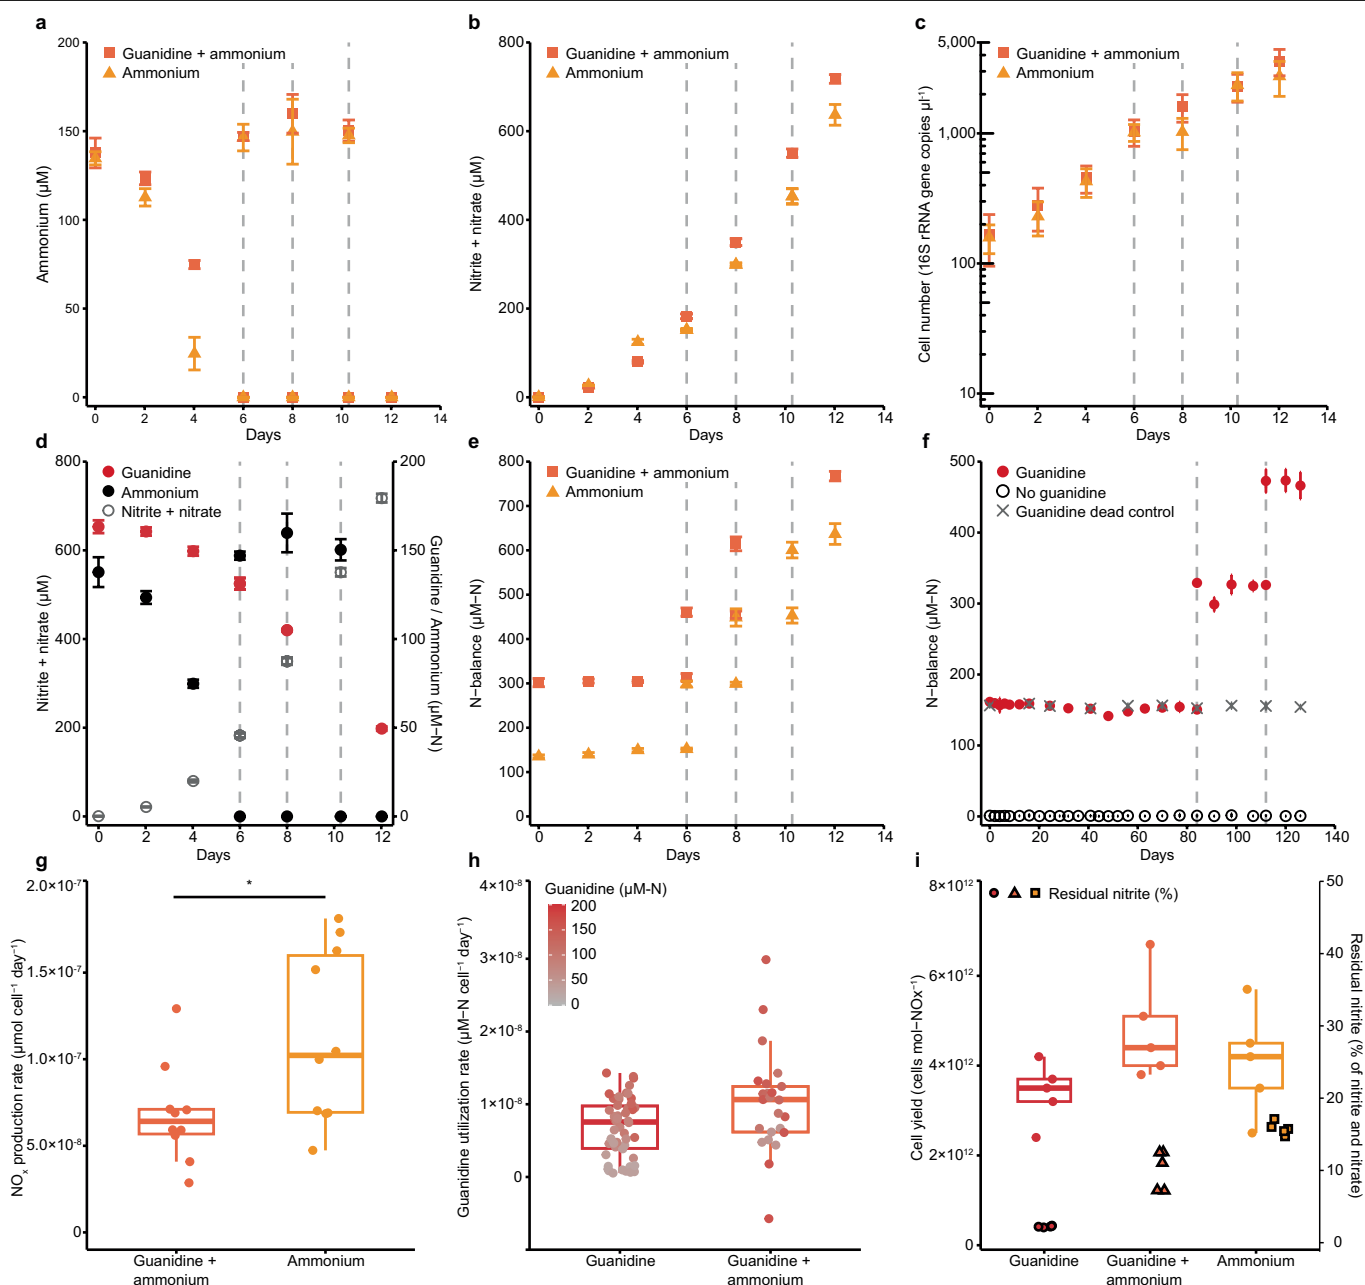 a
Guanidine + ammonium
Ammonium
Ammonium (µM)
200
150
100
50
0
0 2 4 6 8 10 12 14
Days
b
Guanidine + ammonium
Ammonium
Nitrite + nitrate (µM)
800
600
400
200
0
0 2 4 6 8 10 12 14
Days
c
Guanidine + ammonium
Ammonium
Cell number (16S rRNA gene copies µl⁻¹)
5,000
1,000
100
10
0 2 4 6 8 10 12 14
Days
d
Guanidine
Ammonium
Nitrite + nitrate
Nitrite + nitrate (µM)
800
600
400
200
0
Guanidine / Ammonium (µM−N)
200
150
100
50
0
0 2 4 6 8 10 12
Days
e
Guanidine + ammonium
Ammonium
N−balance (µM−N)
800
700
600
500
400
300
200
100
0
0 2 4 6 8 10 12 14
Days
f
Guanidine
No guanidine
Guanidine dead control
N−balance (µM−N)
500
400
300
200
100
0
0 20 40 60 80 100 120 140
Days
g
*
NOₓ production rate (µmol cell⁻¹ day⁻¹)
2.0×10⁻⁷
1.5×10⁻⁷
1.0×10⁻⁷
5.0×10⁻⁸
0
Guanidine +
ammonium
Ammonium
h
Guanidine (µM-N)
200
150
100
50
0
Guanidine utilization rate (µM−N cell⁻¹ day⁻¹)
4×10⁻⁸
3×10⁻⁸
2×10⁻⁸
1×10⁻⁸
0
Guanidine
Guanidine +
ammonium
i
Residual nitrite (%)
Cell yield (cells mol−NOx⁻¹)
8×10¹²
6×10¹²
4×10¹²
2×10¹²
0
Residual nitrite (% of nitrite and nitrate)
50
40
30
20
10
0
Guanidine
Guanidine +
ammonium
Ammonium